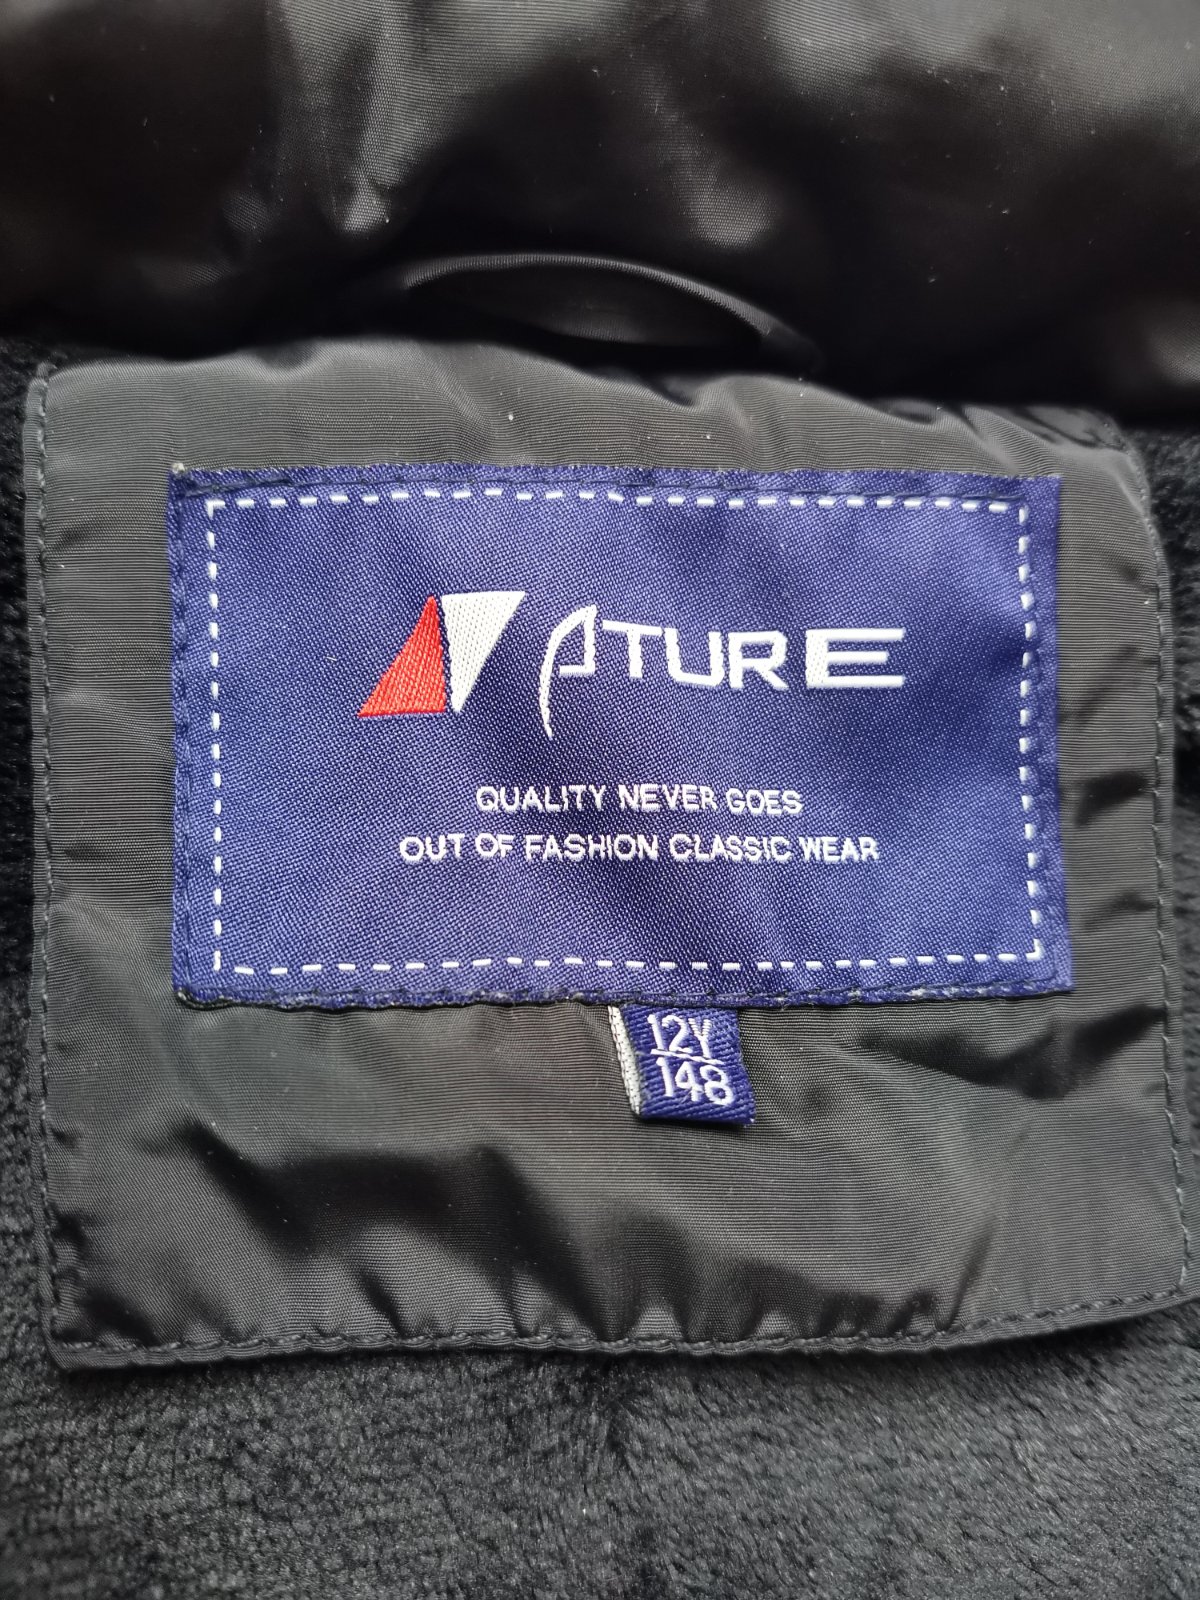 ATURE
QUALITY NEVER GOES
OUT OF FASHION CLASSIC WEAR
12Y
148